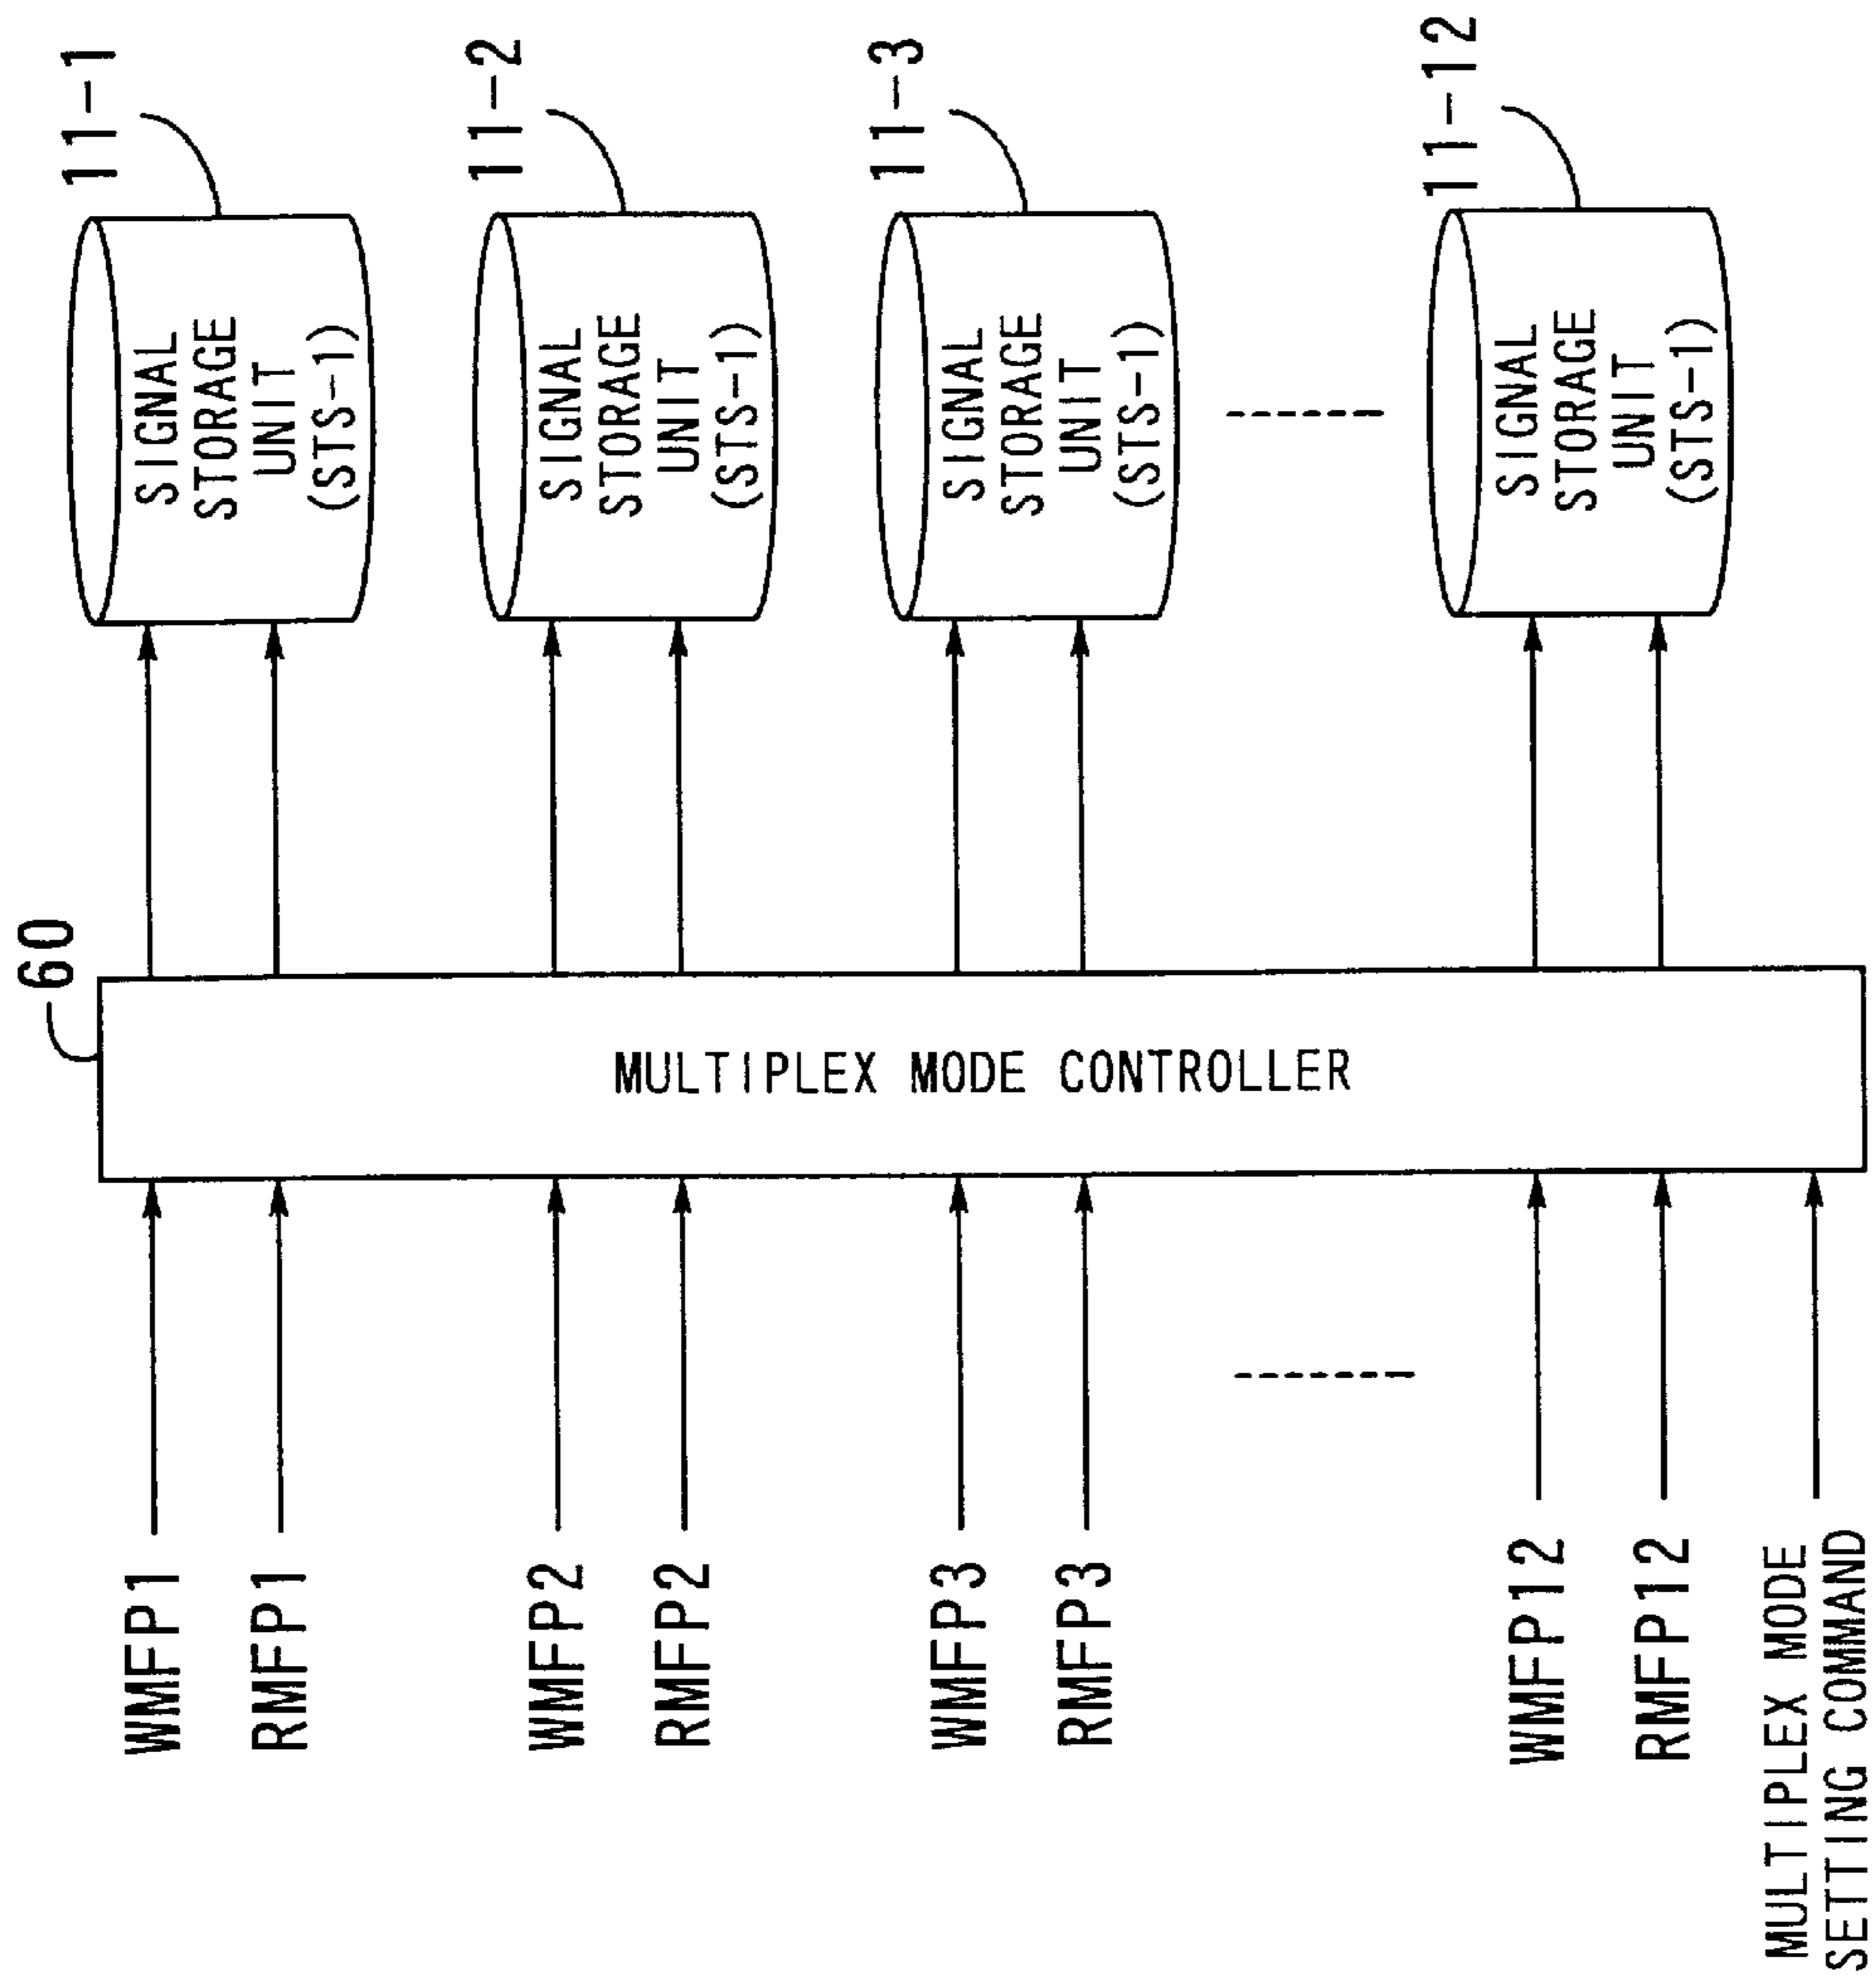 WMFP1
RMFP1
WMFP2
RMFP2
WMFP3
RMFP3
WMFP12
RMFP12
MULTIPLEX MODE
SETTING COMMAND
60
MULTIPLEX MODE CONTROLLER
11-1
SIGNAL
STORAGE
UNIT
(STS-1)
11-2
SIGNAL
STORAGE
UNIT
(STS-1)
11-3
SIGNAL
STORAGE
UNIT
(STS-1)
11-12
SIGNAL
STORAGE
UNIT
(STS-1)